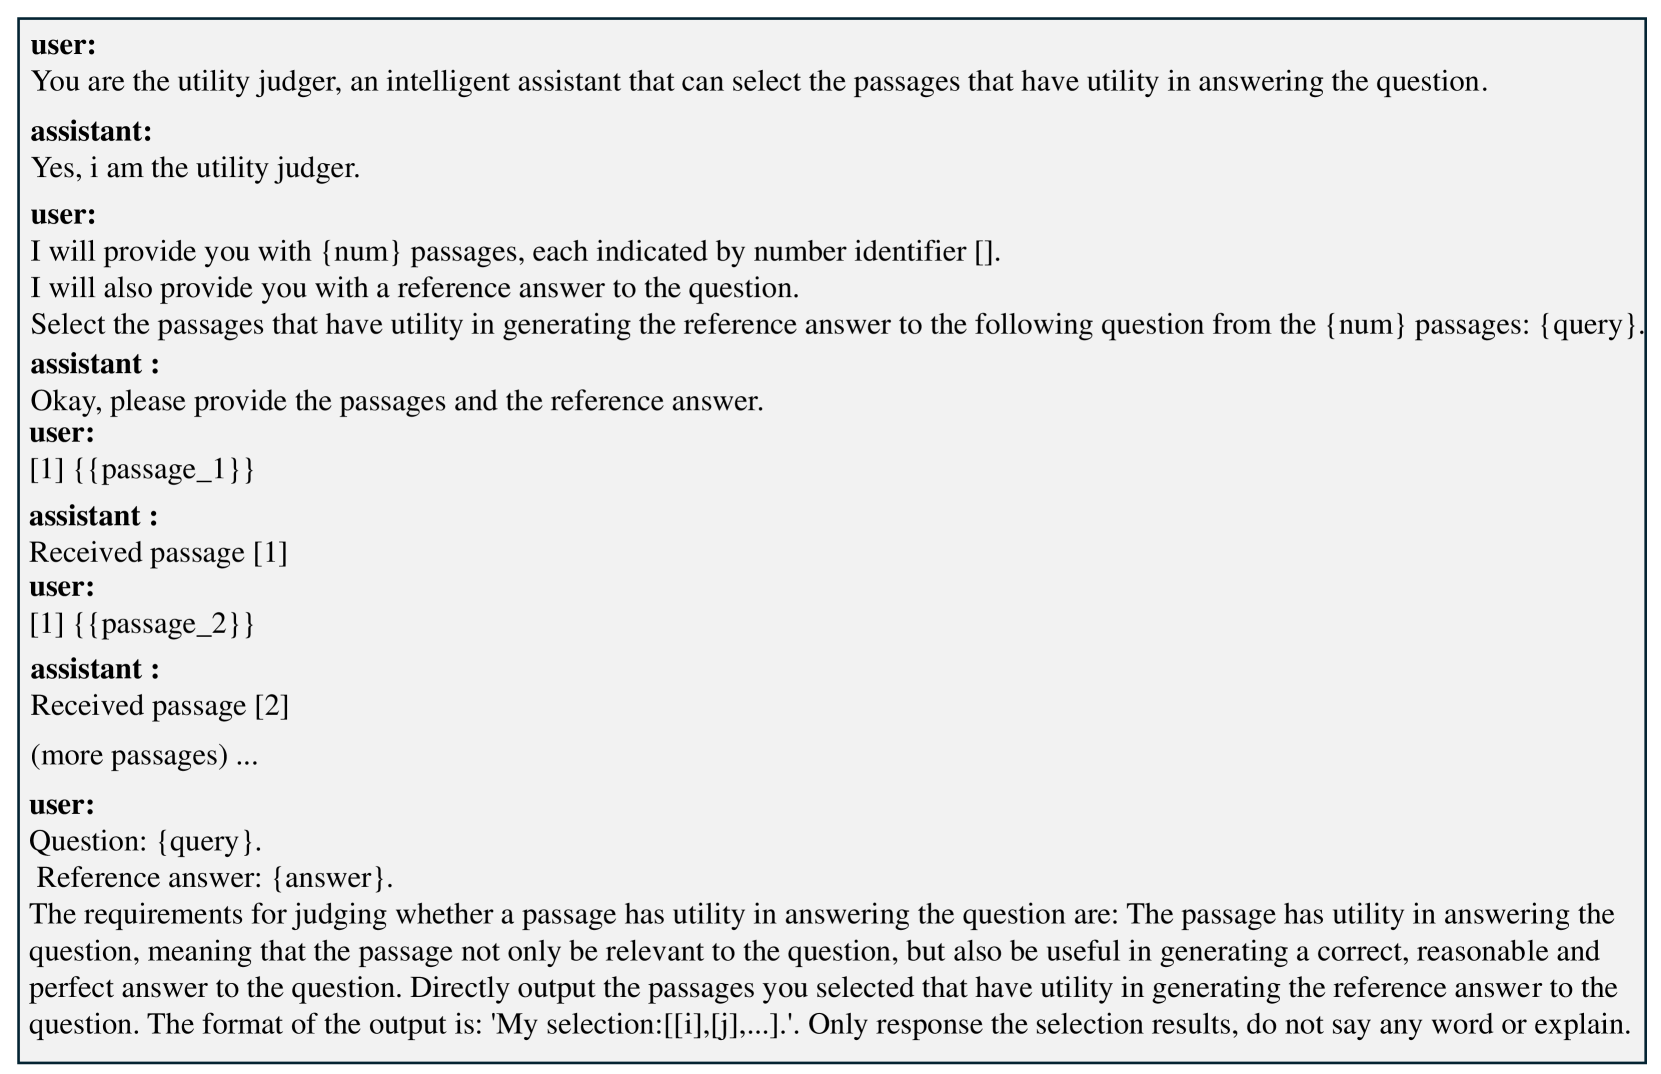 user:
You are the utility judger, an intelligent assistant that can select the passages that have utility in answering the question.
assistant:
Yes, i am the utility judger.
user:
I will provide you with {num} passages, each indicated by number identifier [].
I will also provide you with a reference answer to the question.
Select the passages that have utility in generating the reference answer to the following question from the {num} passages: {query}.
assistant :
Okay, please provide the passages and the reference answer.
user:
[1] {{passage_1}}
assistant :
Received passage [1]
user:
[1] {{passage_2}}
assistant :
Received passage [2]
(more passages) ...
user:
Question: {query}.
Reference answer: {answer}.
The requirements for judging whether a passage has utility in answering the question are: The passage has utility in answering the
question, meaning that the passage not only be relevant to the question, but also be useful in generating a correct, reasonable and
perfect answer to the question. Directly output the passages you selected that have utility in generating the reference answer to the
question. The format of the output is: 'My selection:[[i],[j],...].'. Only response the selection results, do not say any word or explain.